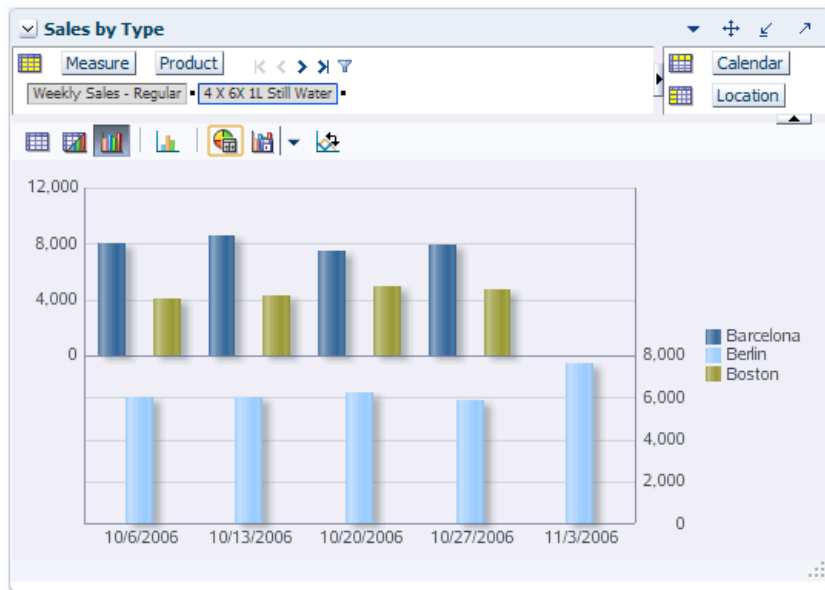 Sales by Type
Measure Product Calendar
Weekly Sales - Regular 4 X 6X 1L Still Water Location
12,000
8,000
4,000
0
Barcelona
Berlin
Boston
8,000
6,000
4,000
2,000
0
10/6/2006 10/13/2006 10/20/2006 10/27/2006 11/3/2006